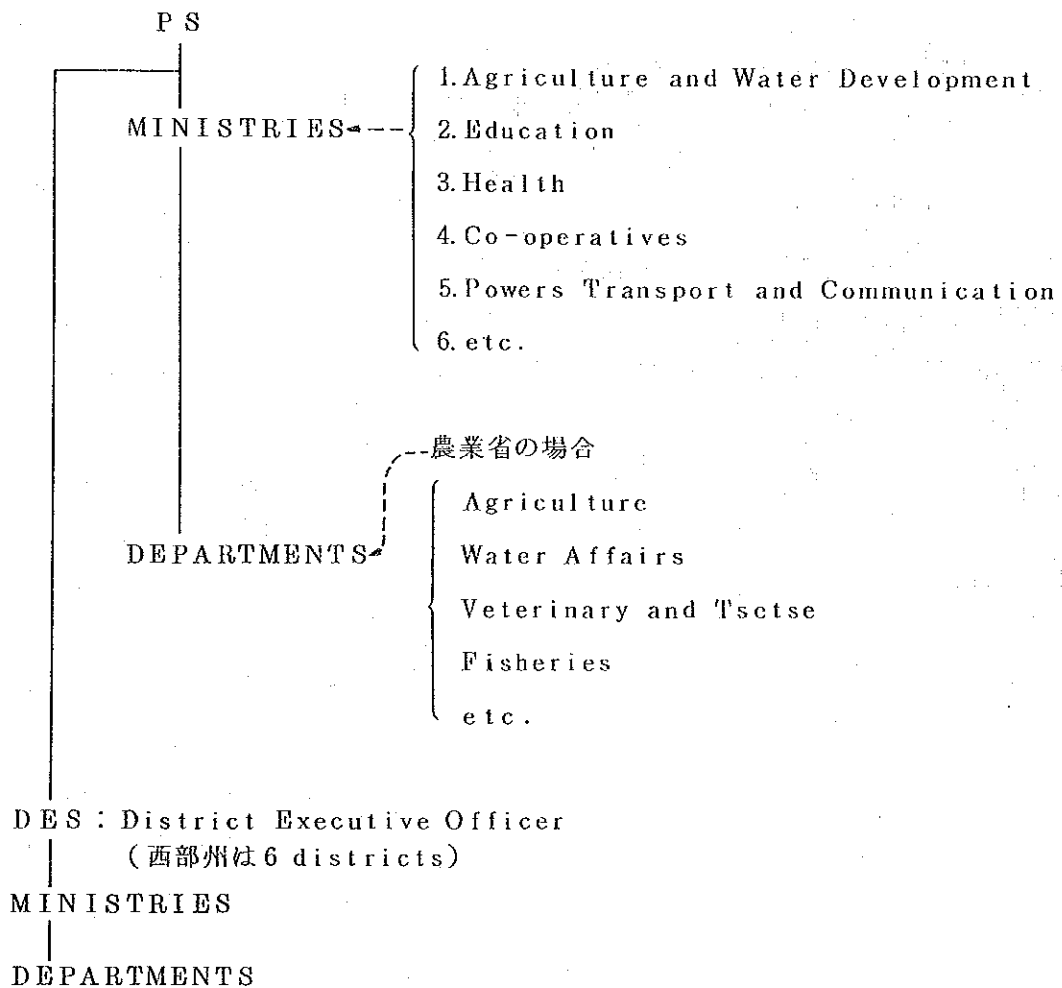 PS
MINISTRIES
1.Agriculture and Water Development
2.Education
3.Health
4.Co-operatives
5.Powers Transport and Communication
6.etc.
農業省の場合
DEPARTMENTS
Agriculture
Water Affairs
Veterinary and Tsctse
Fisheries
etc.
DES：District Executive Officer
(西部州は6 districts)
MINISTRIES
DEPARTMENTS